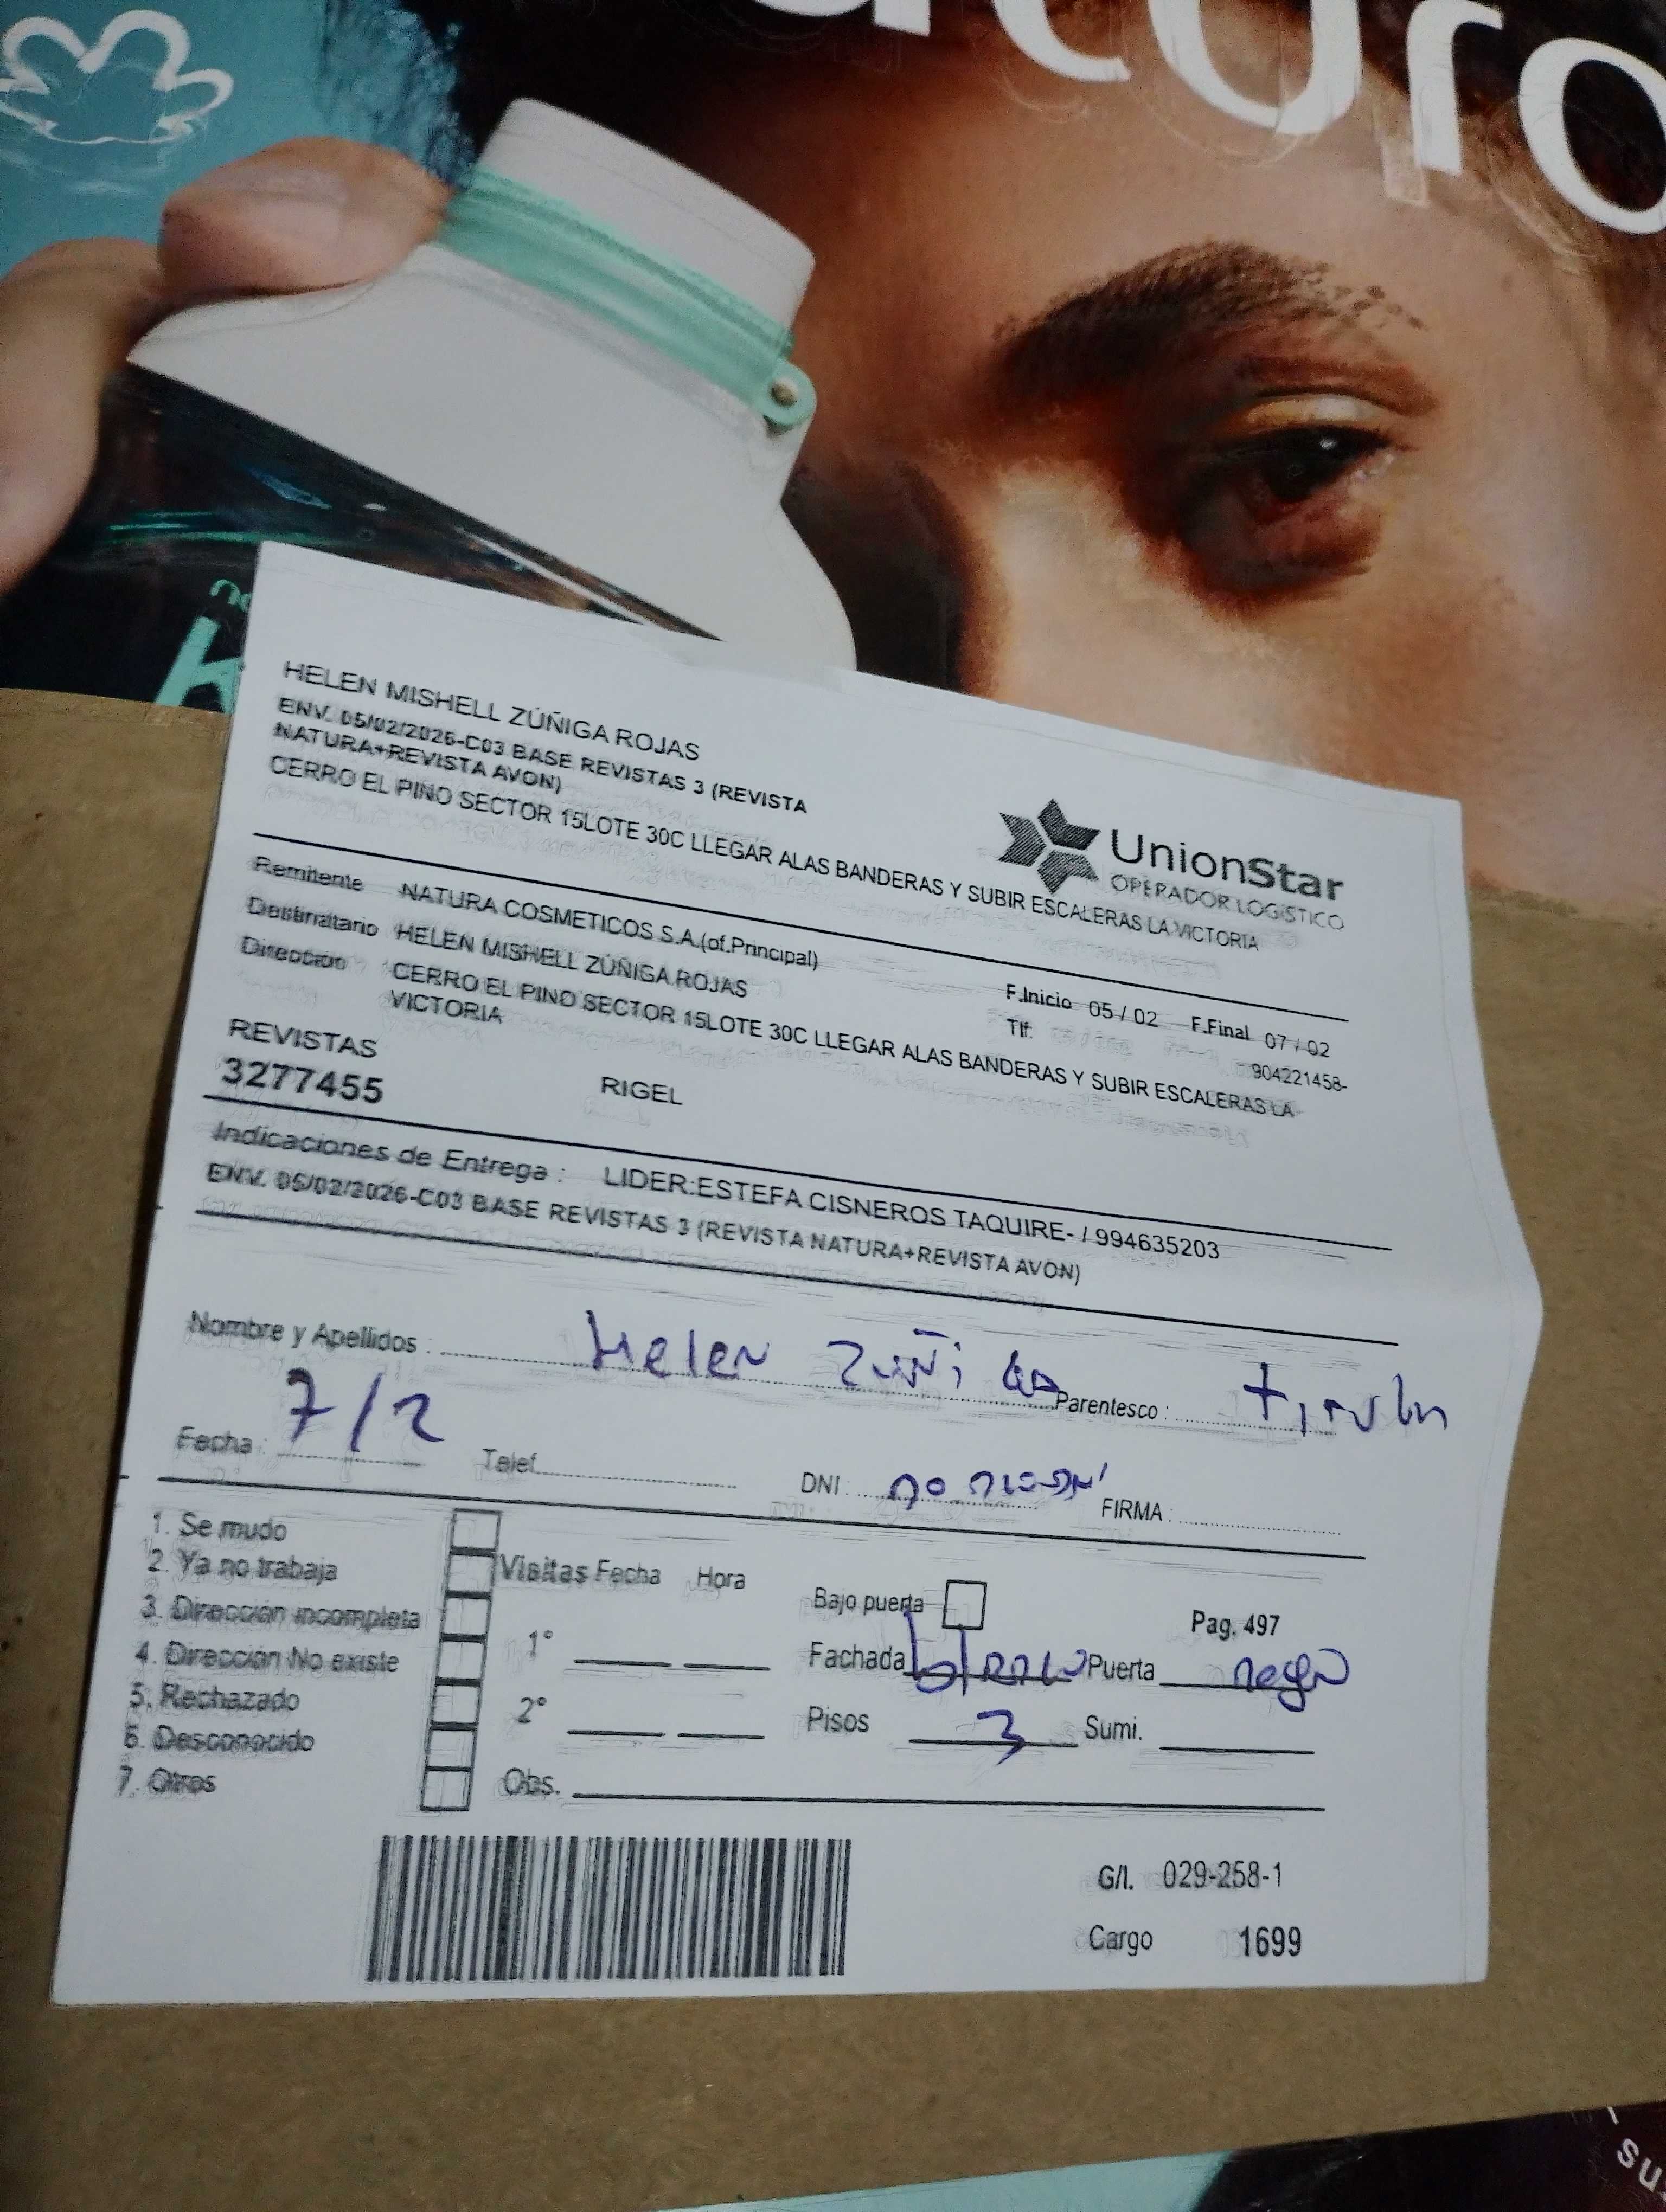 HELEN MISHELL ZÚÑIGA ROJAS
ENV. 05/02/2026-C03 BASE REVISTAS 3 (REVISTA
NATURA+REVISTA AVON)
CERRO EL PINO SECTOR 15LOTE 30C LLEGAR ALAS BANDERAS Y SUBIR ESCALERAS LA VICTORIA
UnionStar
OPERADOR LOGISTICO
Remitente NATURA COSMETICOS S.A.(of.Principal)
F.Inicio 05 / 02 F.Final 07 / 02
Destinatario HELEN MISHELL ZÚÑIGA ROJAS
Tlf: 904221458-
Direccion CERRO EL PINO SECTOR 15LOTE 30C LLEGAR ALAS BANDERAS Y SUBIR ESCALERAS LA
VICTORIA
REVISTAS
3277455 RIGEL
Indicaciones de Entrega : LIDER:ESTEFA CISNEROS TAQUIRE- / 994635203
ENV. 05/02/2026-C03 BASE REVISTAS 3 (REVISTA NATURA+REVISTA AVON)
Nombre y Apellidos : Helen Zuñiga Parentesco :
Fecha : 7/2 Telef. DNI : no FIRMA :
1. Se mudo
2. Ya no trabaja
3. Dirección incompleta
4. Dirección No existe
5. Rechazado
6. Desconocido
7. Otros
Visitas Fecha Hora
1°
2°
Obs.
Bajo puerta
Pag. 497
Fachada blanco Puerta negro
Pisos 3 Sumi.
G/I. 029-258-1
Cargo 1699